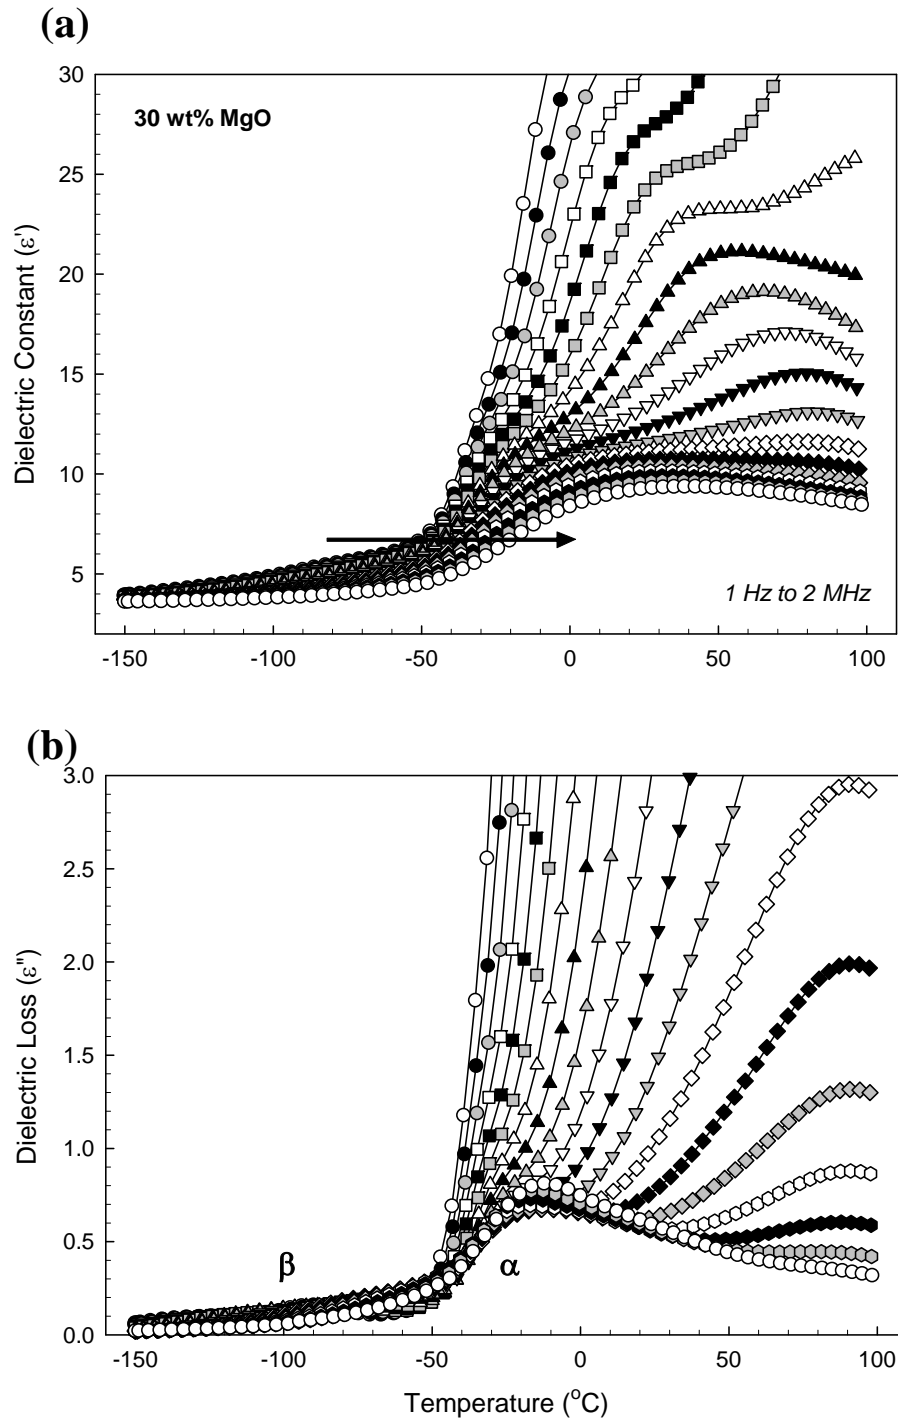 (a)
30
25
20
15
10
5
Dielectric Constant (ε')
30 wt% MgO
1 Hz to 2 MHz
-150 -100 -50 0 50 100
(b)
3.0
2.5
2.0
1.5
1.0
0.5
0.0
Dielectric Loss (ε")
β
α
-150 -100 -50 0 50 100
Temperature (°C)